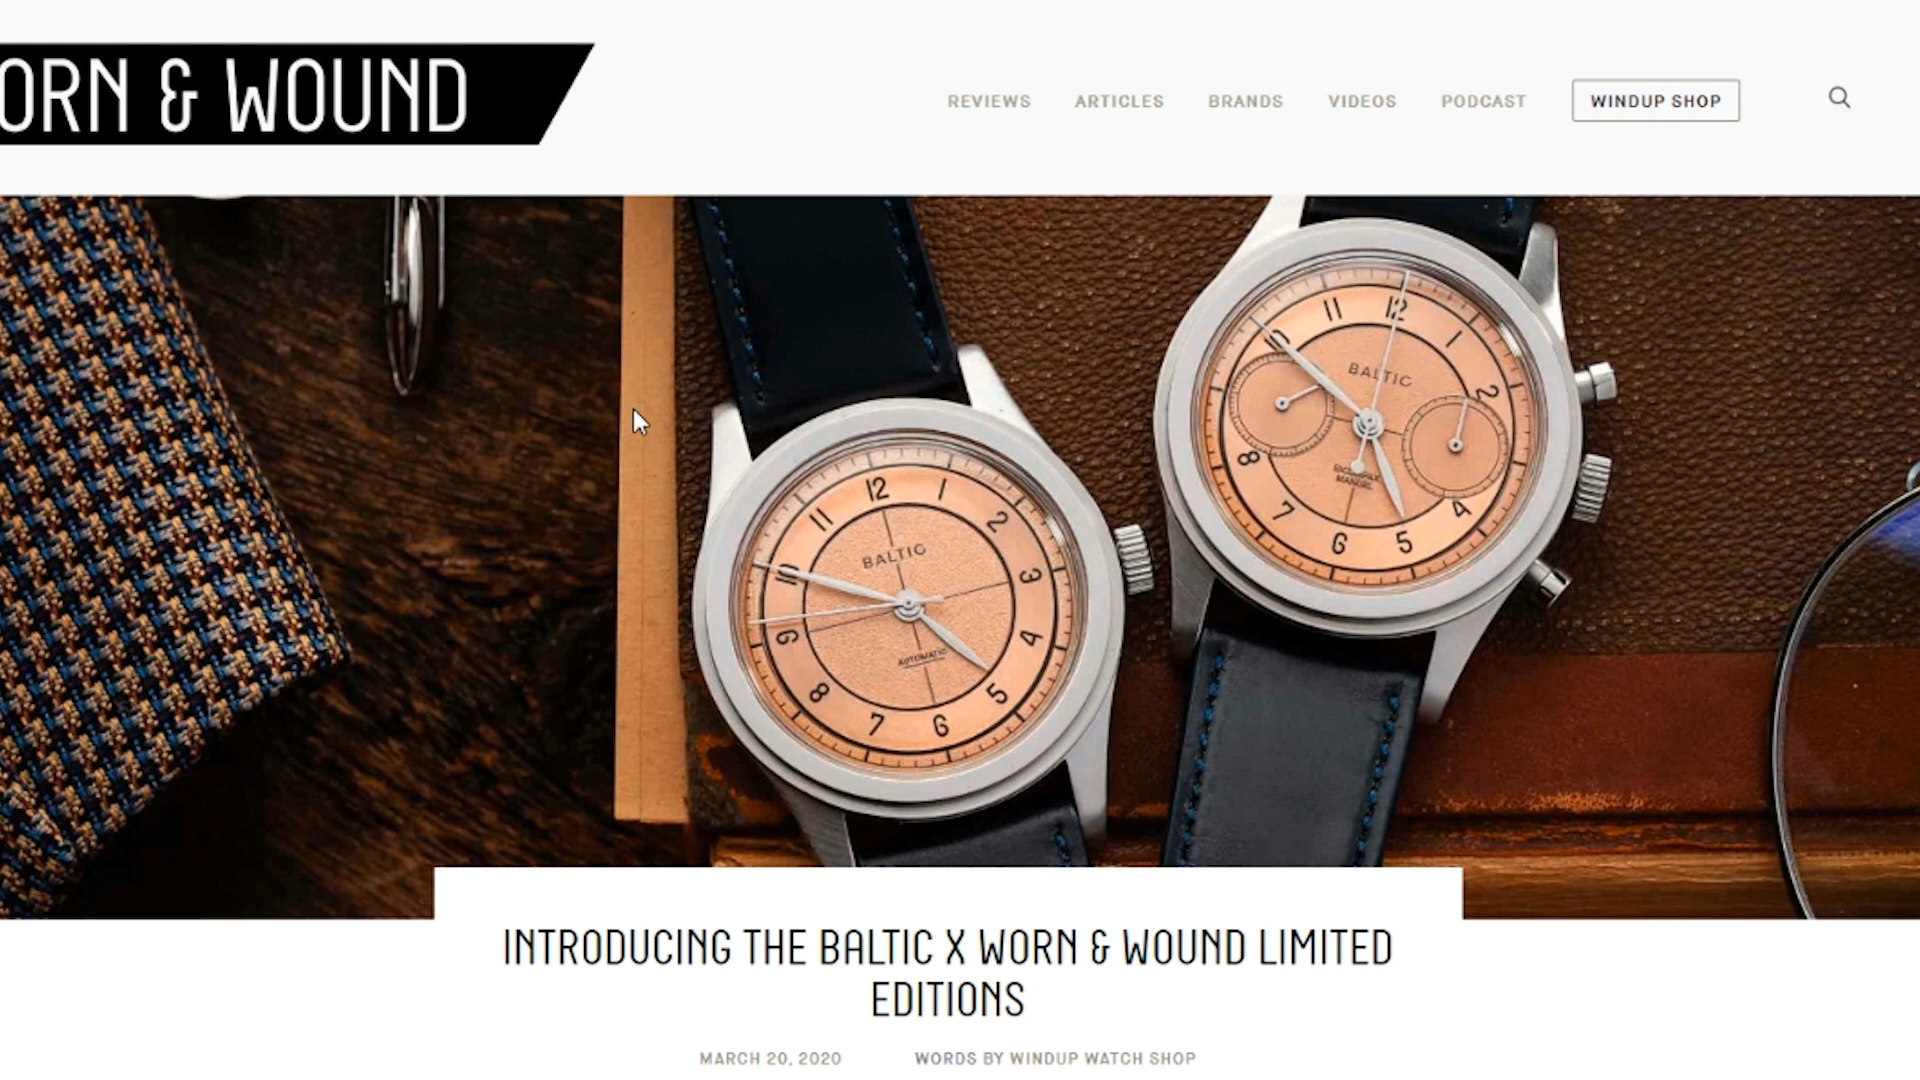 ORN & WOUND
REVIEWS ARTICLES BRANDS VIDEOS PODCAST WINDUP SHOP
12 1 2 3 4 5 6 7 8 9 10 11
BALTIC
AUTOMATIC
11 12 1 2 4 5 6 7 8 10
BALTIC
MANUEL
INTRODUCING THE BALTIC X WORN & WOUND LIMITED
EDITIONS
MARCH 20, 2020 WORDS BY WINDUP WATCH SHOP